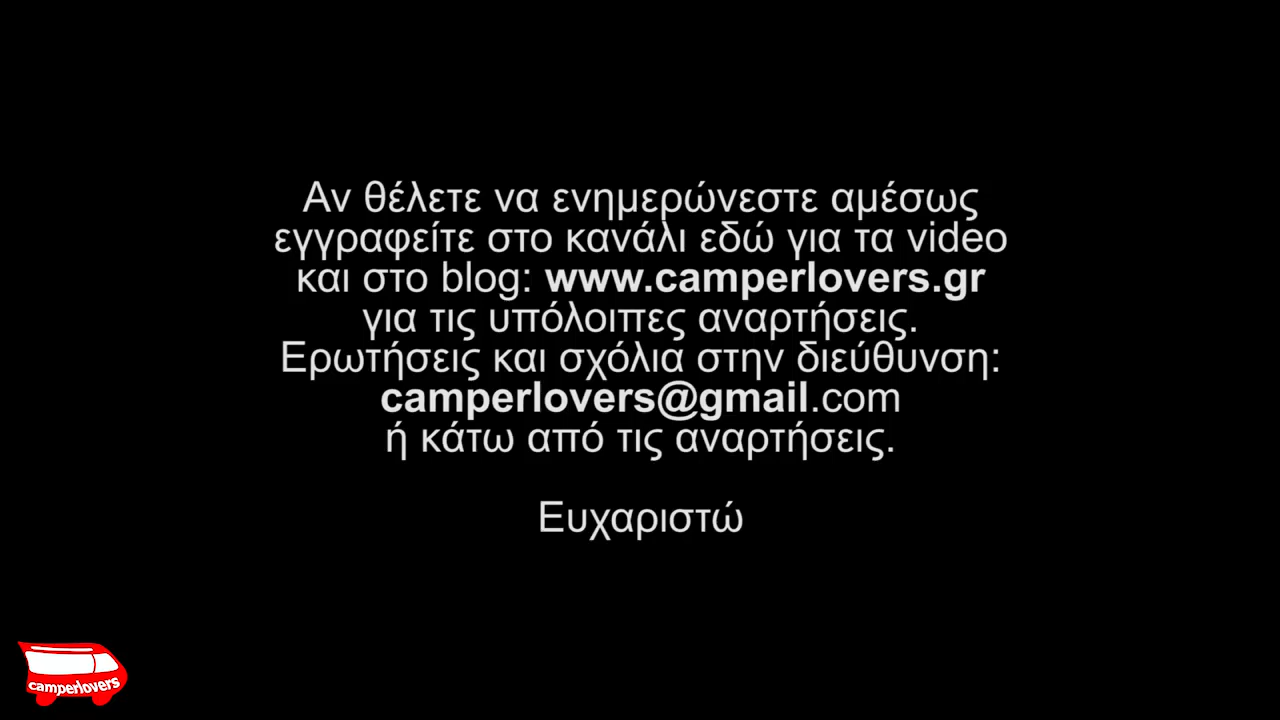 Αν θέλετε να ενημερώνεστε αμέσως
εγγραφείτε στο κανάλι εδώ για τα video
και στο blog: www.camperlovers.gr
για τις υπόλοιπες αναρτήσεις.
Ερωτήσεις και σχόλια στην διεύθυνση:
camperlovers@gmail.com
ή κάτω από τις αναρτήσεις.
Ευχαριστώ
camperlovers